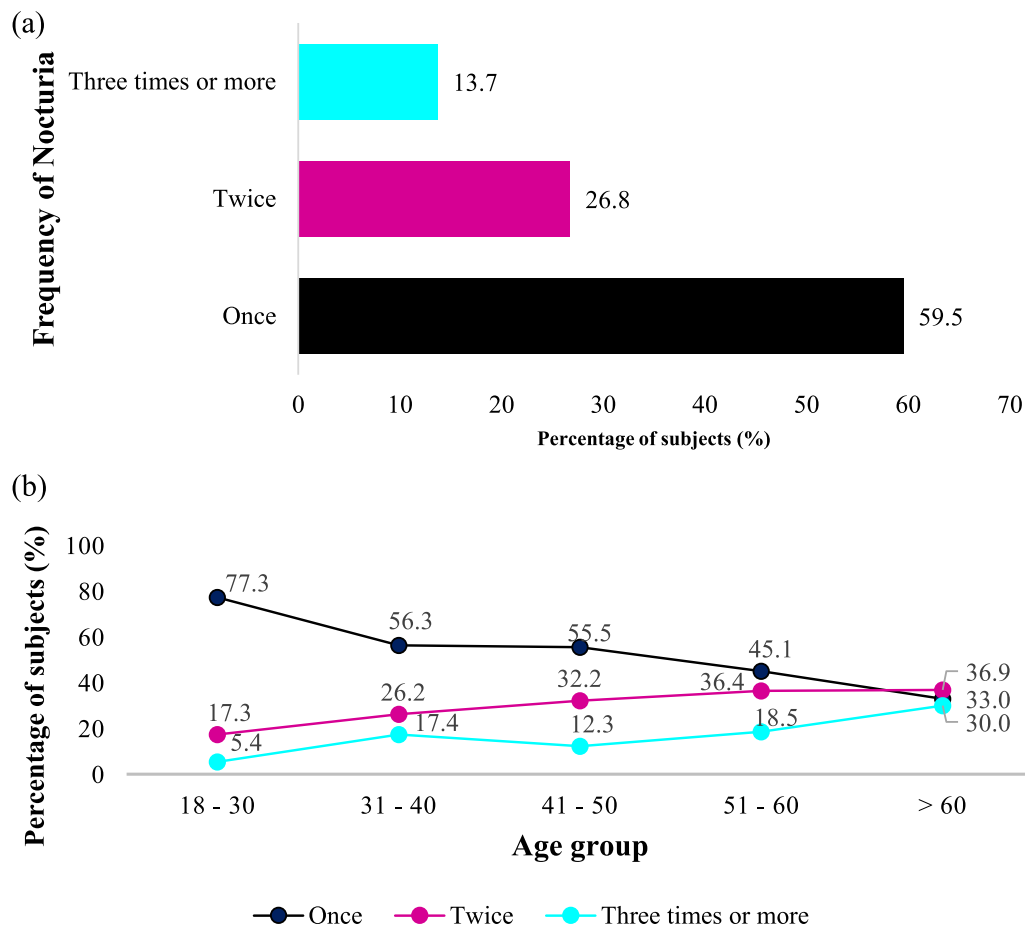 (a)
Frequency of Nocturia
Three times or more
13.7
Twice
26.8
Once
59.5
0 10 20 30 40 50 60 70
Percentage of subjects (%)
(b)
Percentage of subjects (%)
100
80
60
40
20
0
77.3
56.3
55.5
45.1
33.0
17.3
26.2
32.2
36.4
36.9
5.4
17.4
12.3
18.5
30.0
18 - 30 31 - 40 41 - 50 51 - 60 > 60
Age group
Once Twice Three times or more